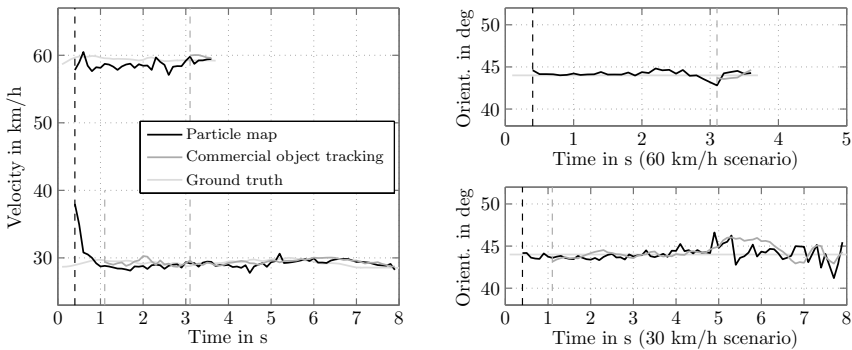 Velocity in km/h
60
50
40
30
0 1 2 3 4 5 6 7 8
Time in s
Particle map
Commercial object tracking
Ground truth
Orient. in deg
50
45
40
0 1 2 3 4 5
Time in s (60 km/h scenario)
Orient. in deg
50
45
40
0 1 2 3 4 5 6 7 8
Time in s (30 km/h scenario)